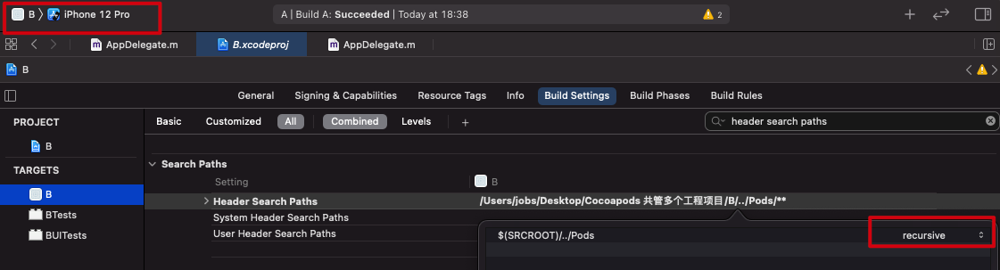 B 〉 iPhone 12 Pro
A | Build A: Succeeded | Today at 18:38
2
AppDelegate.m
B.xcodeproj
AppDelegate.m
B
General
Signing & Capabilities
Resource Tags
Info
Build Settings
Build Phases
Build Rules
PROJECT
B
TARGETS
B
BTests
BUITests
Basic
Customized
All
Combined
Levels
+
header search paths
Search Paths
Setting
B
Header Search Paths
/Users/jobs/Desktop/Cocoapods 共管多个工程项目/B/../Pods/**
System Header Search Paths
User Header Search Paths
$(SRCROOT)/../Pods
recursive